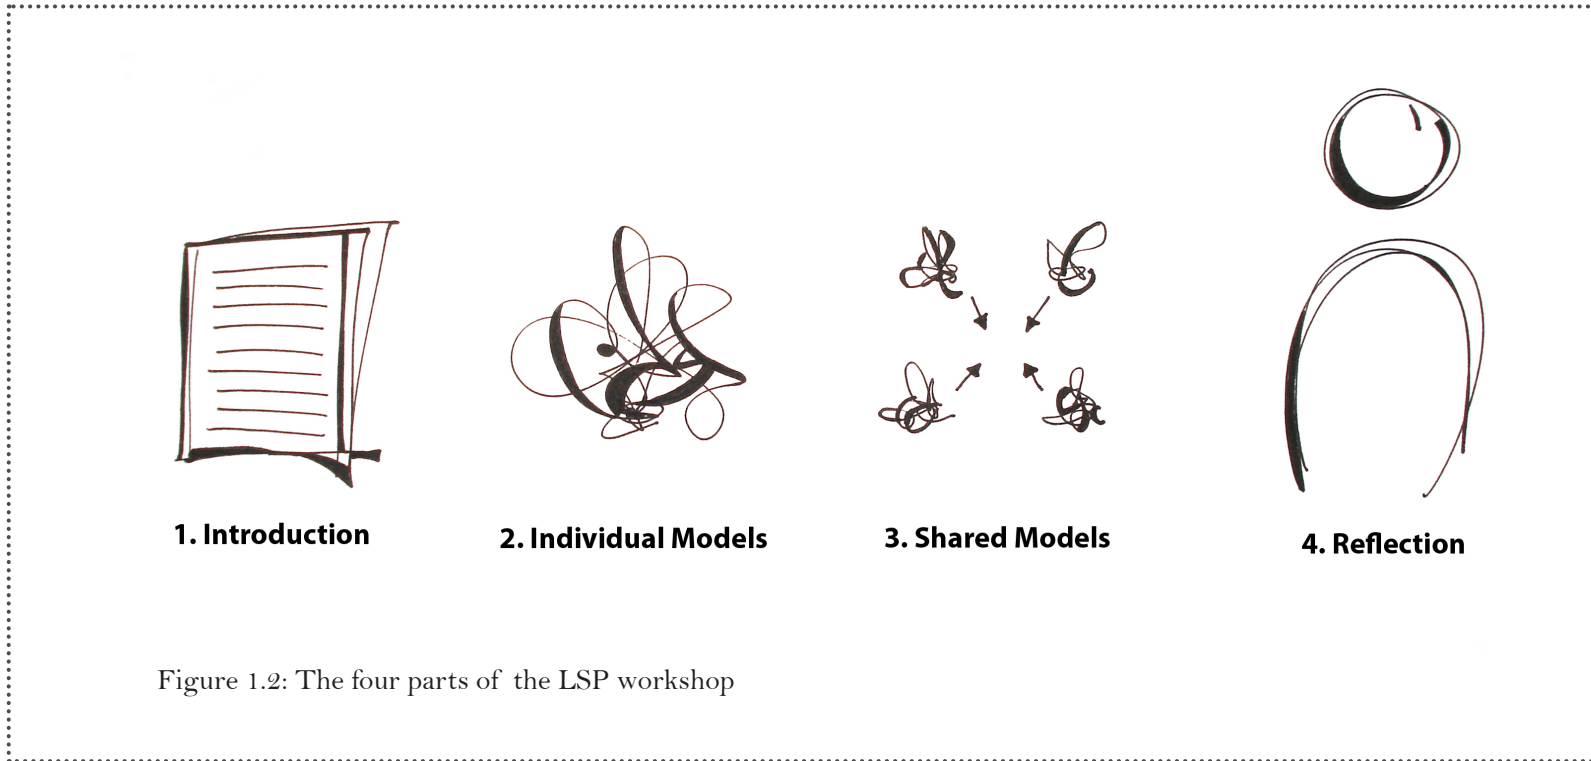 1. Introduction
2. Individual Models
3. Shared Models
4. Reflection
Figure 1.2: The four parts of the LSP workshop